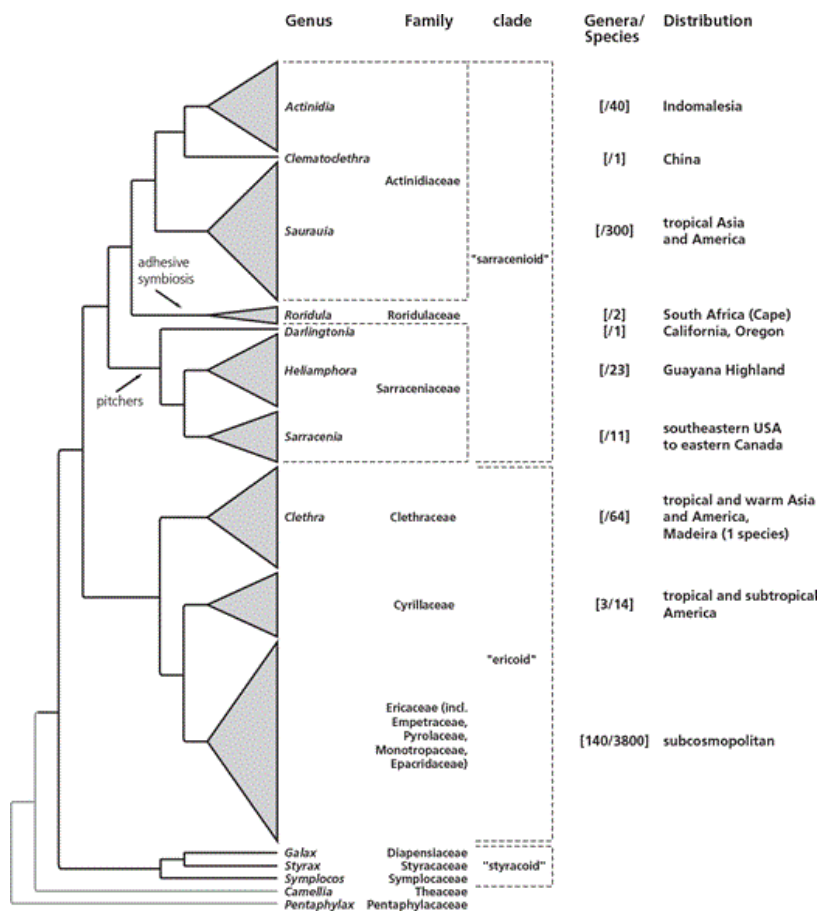 Genus Family clade Genera/ Distribution
Species
Actinidia [/40] Indomalesia
Clematoclethra [/1] China
Actinidiaceae
Saurauia [/300] tropical Asia
and America
"sarracenioid"
adhesive
symbiosis
Roridula Roridulaceae [/2] South Africa (Cape)
Darlingtonia [/1] California, Oregon
Heliamphora [/23] Guayana Highland
Sarraceniaceae
pitchers
Sarracenia [/11] southeastern USA
to eastern Canada
Clethra Clethraceae [/64] tropical and warm Asia
and America,
Madeira (1 species)
Cyrillaceae [3/14] tropical and subtropical
America
"ericoid"
Ericaceae (incl.
Empetraceae,
Pyrolaceae,
Monotropaceae,
Epacridaceae)
[140/3800] subcosmopolitan
Galax Diapensiaceae
Styrax Styracaceae "styracoid"
Symplocos Symplocaceae
Camellia Theaceae
Pentaphylax Pentaphylacaceae